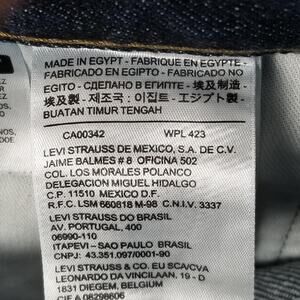 MADE IN EGYPT - FABRIQUE EN EGYPTE -
FABRICADO EN EGIPTO - FABRICADO NO
EGITO - СДЕЛАНО В ЕГИПТЕ - 埃及制造 -
埃及製 - 제조국 : 이집트 - エジプト製 -
BUATAN TIMUR TENGAH
CA00342 WPL 423
LEVI STRAUSS DE MEXICO, S.A. DE C.V.
JAIME BALMES # 8 OFICINA 502
COL. LOS MORALES POLANCO
DELEGACION MIGUEL HIDALGO
C.P. 11510 MEXICO D.F.
R.F.C. LSM 660818 M-98 C.N.I.V. 3337
LEVI STRAUSS DO BRASIL
AV. PORTUGAL, 400
06990-110
ITAPEVI - SAO PAULO BRASIL
CNPJ: 43.351.097/0001-90
LEVI STRAUSS & CO. EU SCA/CVA
LEONARDO DA VINCILAAN, 19 - D
1831 DIEGEM, BELGIUM
CIE A 08298606